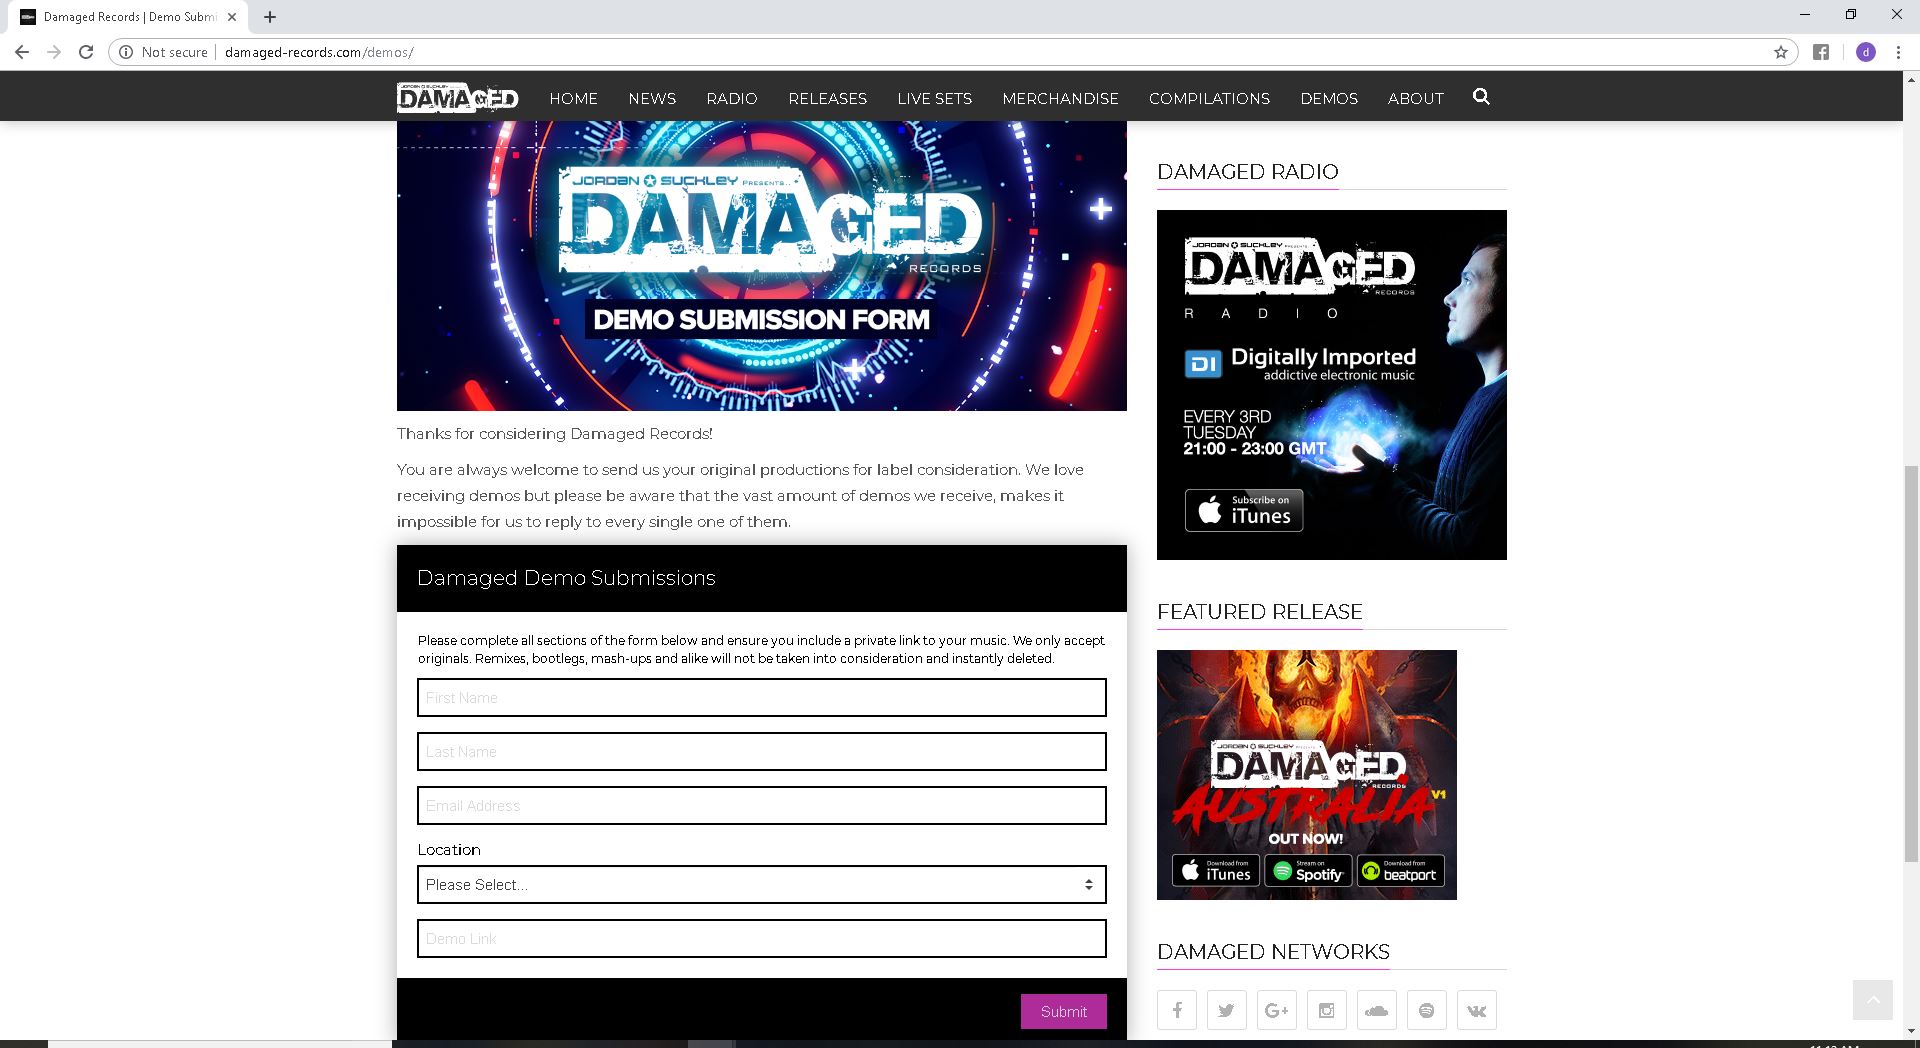 Damaged Records | Demo Submi
Not secure
damaged-records.com/demos/
d
JORDAN SUCKLEY
DAMAGED
HOME
NEWS
RADIO
RELEASES
LIVE SETS
MERCHANDISE
COMPILATIONS
DEMOS
ABOUT
JORDAN SUCKLEY PRESENTS...
DAMAGED
RECORDS
DEMO SUBMISSION FORM
Thanks for considering Damaged Records!
You are always welcome to send us your original productions for label consideration. We love
receiving demos but please be aware that the vast amount of demos we receive, makes it
impossible for us to reply to every single one of them.
Damaged Demo Submissions
Please complete all sections of the form below and ensure you include a private link to your music. We only accept
originals. Remixes, bootlegs, mash-ups and alike will not be taken into consideration and instantly deleted.
First Name
Last Name
Email Address
Location
Please Select...
Demo Link
Submit
DAMAGED RADIO
JORDAN SUCKLEY PRESENTS...
DAMAGED
RECORDS
RADIO
DI Digitally Imported
addictive electronic music
EVERY 3RD
TUESDAY
21:00 - 23:00 GMT
Subscribe on
iTunes
FEATURED RELEASE
JORDAN SUCKLEY Presents
DAMAGED
RECORDS
AUSTRALIA V1
OUT NOW!
Download from
iTunes
Stream on
Spotify
Download from
beatport
DAMAGED NETWORKS